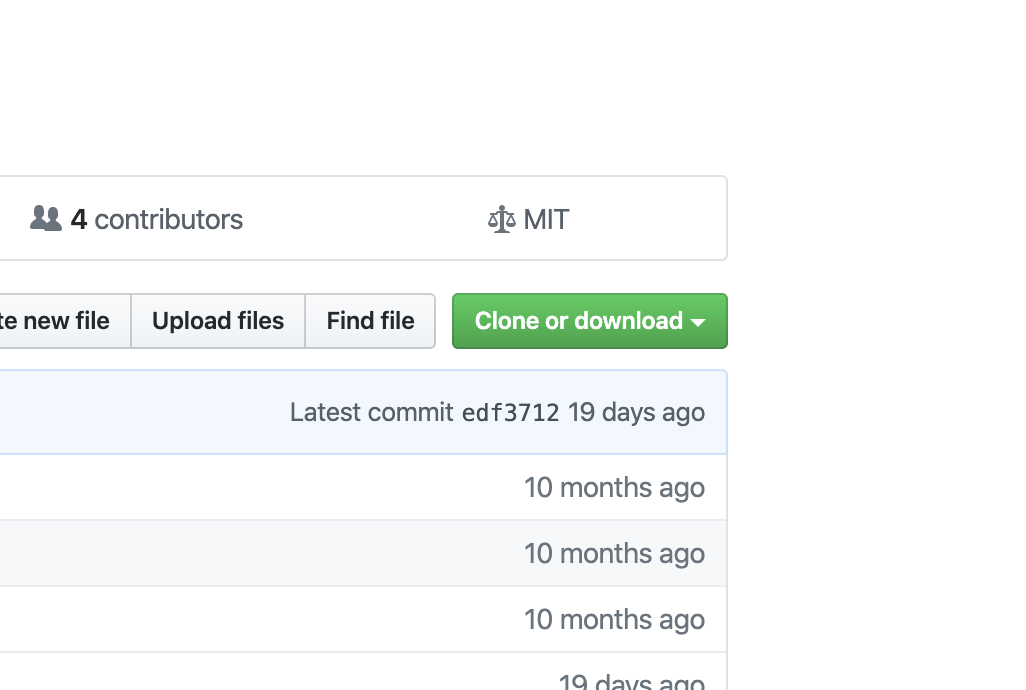 4 contributors
MIT
te new file
Upload files
Find file
Clone or download
Latest commit edf3712 19 days ago
10 months ago
10 months ago
10 months ago
19 days ago